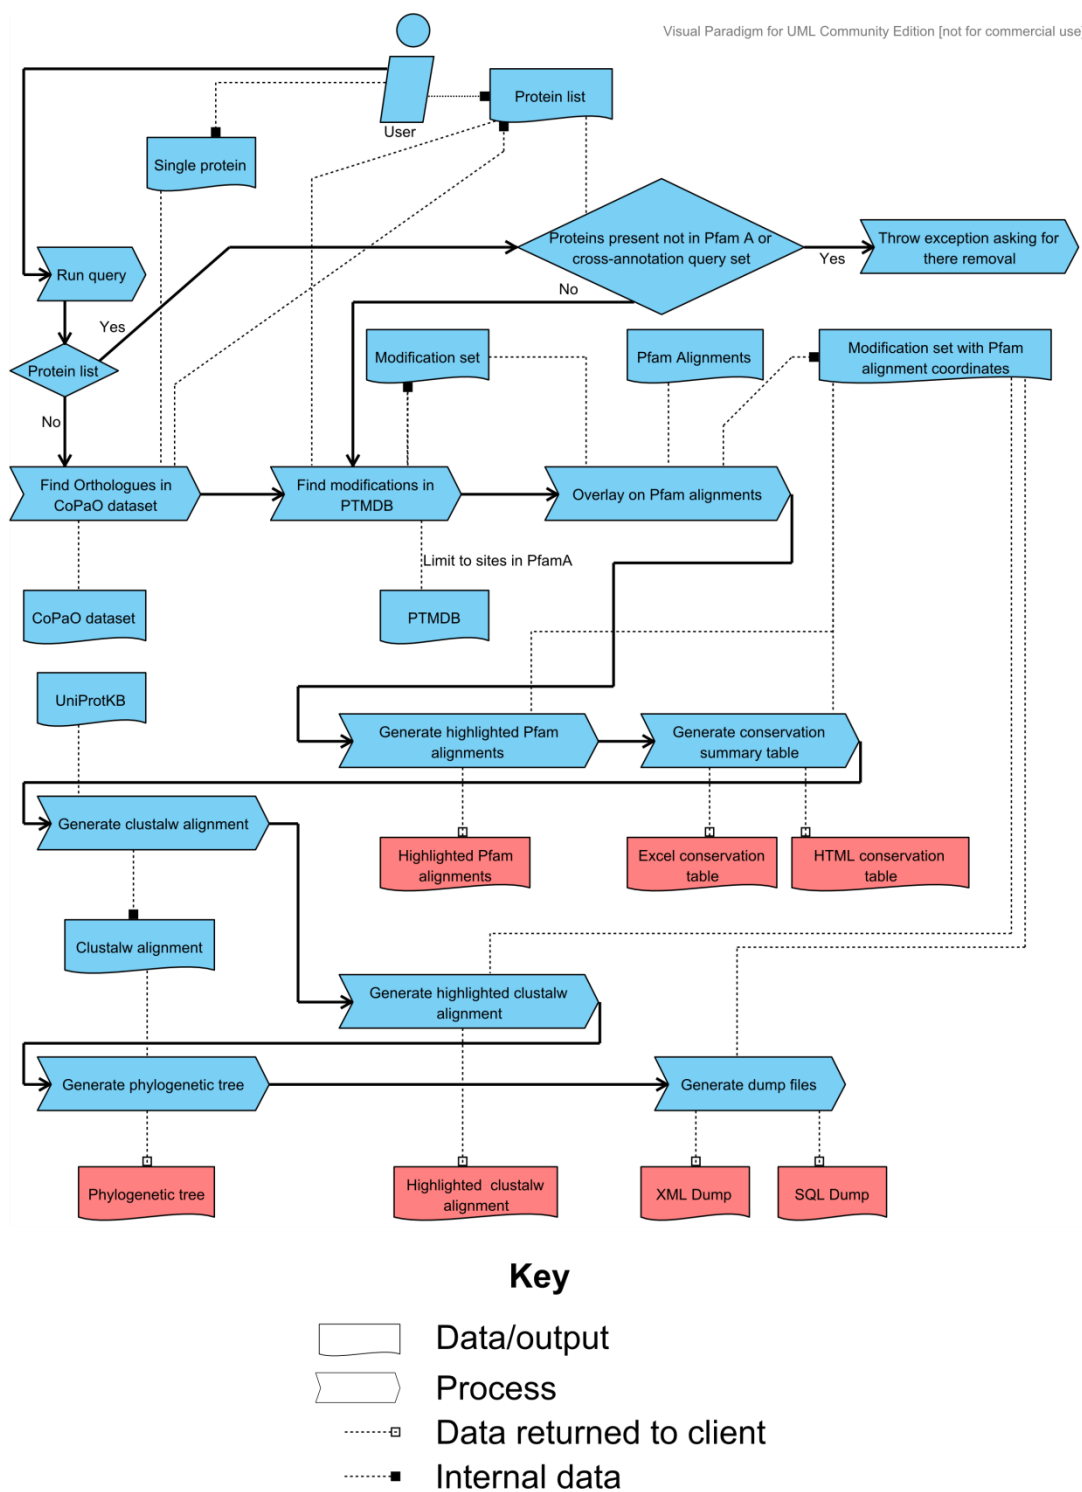 Visual Paradigm for UML Community Edition [not for commercial use
User
Protein list
Single protein
Proteins present not in Pfam A or
cross-annotation query set
Yes
Throw exception asking for
there removal
Run query
No
Yes
Protein list
Modification set
Pfam Alignments
Modification set with Pfam
alignment coordinates
No
Find Orthologues in
CoPaO dataset
Find modifications in
PTMDB
Overlay on Pfam alignments
Limit to sites in PfamA
CoPaO dataset
PTMDB
UniProtKB
Generate highlighted Pfam
alignments
Generate conservation
summary table
Generate clustalw alignment
Highlighted Pfam
alignments
Excel conservation
table
HTML conservation
table
Clustalw alignment
Generate highlighted clustalw
alignment
Generate phylogenetic tree
Generate dump files
Phylogenetic tree
Highlighted clustalw
alignment
XML Dump
SQL Dump
Key
Data/output
Process
Data returned to client
Internal data